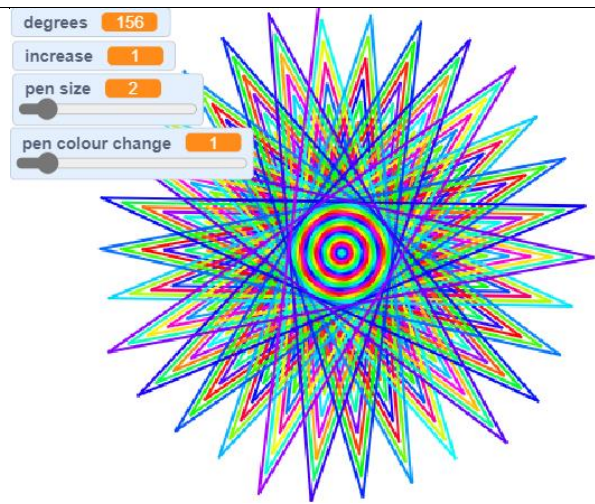 degrees 156
increase 1
pen size 2
pen colour change 1